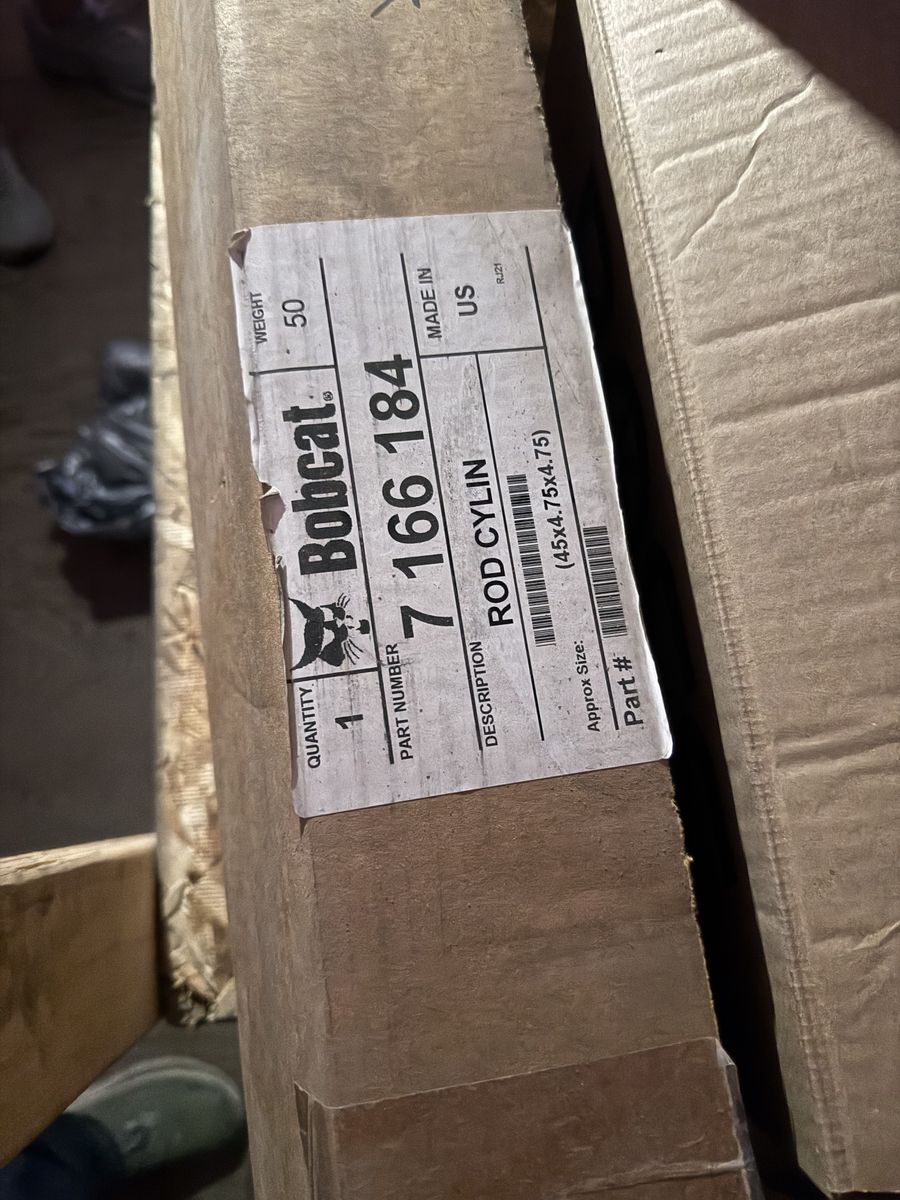 QUANTITY
1
Bobcat®
WEIGHT
50
PART NUMBER
7 166 184
DESCRIPTION
ROD CYLIN
MADE IN
US
RJ21
Approx Size: (45x4.75x4.75)
Part #